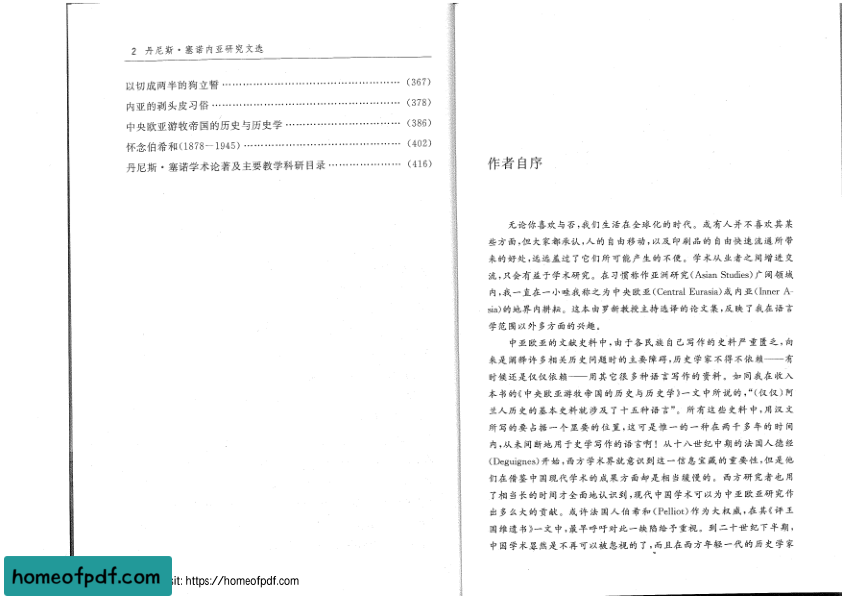 2 丹尼斯·塞诺内亚研究文选
以切成两半的狗立誓 ……………………………………………… (367)
内亚的剥头皮习俗 ……………………………………………… (378)
中央欧亚游牧帝国的历史与历史学 ……………………………… (386)
怀念伯希和(1878—1945) ……………………………………… (402)
丹尼斯·塞诺学术论著及主要教学科研目录 ………………… (416)
作者自序
无论你喜欢与否,我们生活在全球化的时代。或有人并不喜欢其某
些方面,但大家都承认,人的自由移动,以及印刷品的自由快速流通所带
来的好处,远远盖过了它们所可能产生的不便。学术从业者之间增进交
流,只会有益于学术研究。在习惯称作亚洲研究(Asian Studies)广阔领域
内,我一直在一小畦我称之为中央欧亚(Central Eurasia)或内亚(Inner A-
sia)的地界内耕耘。这本由罗新教授主持选译的论文集,反映了我在语言
学范围以外多方面的兴趣。
中亚欧亚的文献史料中,由于各民族自己写作的史料严重匮乏,向
来是阐释许多相关历史问题时的主要障碍,历史学家不得不依赖——有
时候还是仅仅依赖——用其它很多种语言写作的资料。如同我在收入
本书的《中央欧亚游牧帝国的历史与历史学》一文中所说的,“(仅仅)阿
兰人历史的基本史料就涉及了十五种语言”。所有这些史料中,用汉文
所写的要占据一个显要的位置,这可是惟一的一种在两千多年的时间
内,从未间断地用于史学写作的语言啊!从十八世纪中期的法国人德经
(Deguignes)开始,西方学术界就意识到这一信息宝藏的重要性,但是他
们在借鉴中国现代学术的成果方面却是相当缓慢的。西方研究者也用
了相当长的时间才全面地认识到,现代中国学术可以为中亚欧亚研究作
出多么大的贡献。或许法国人伯希和(Pelliot)作为大权威,在其《评王
国维遗书》一文中,最早呼吁对此一缺陷给予重视。到二十世纪下半期,
中国学术显然是不再可以被忽视的了,而且在西方年轻一代的历史学家
homeofpdf.com
sit: https://homeofpdf.com